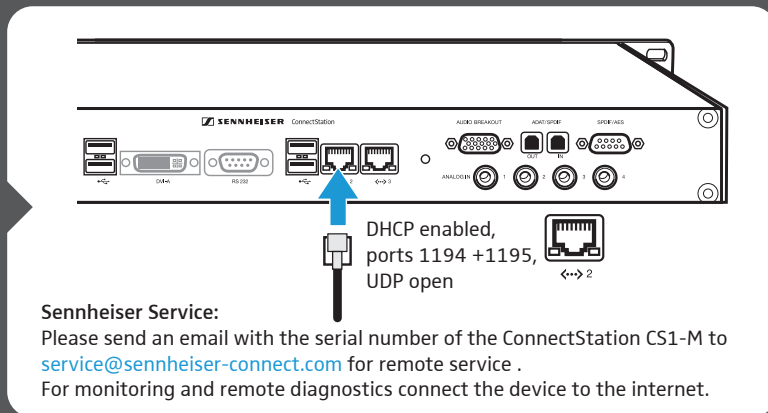 SENNHEISER ConnectStation
AUDIO BREAKOUT
ADAT/SPDIF
SPDIF/AES
DVI-A
RS 232
2
3
OUT
IN
ANALOG IN
1
2
3
4
DHCP enabled,
ports 1194 +1195,
UDP open
2
Sennheiser Service:
Please send an email with the serial number of the ConnectStation CS1-M to
service@sennheiser-connect.com for remote service .
For monitoring and remote diagnostics connect the device to the internet.